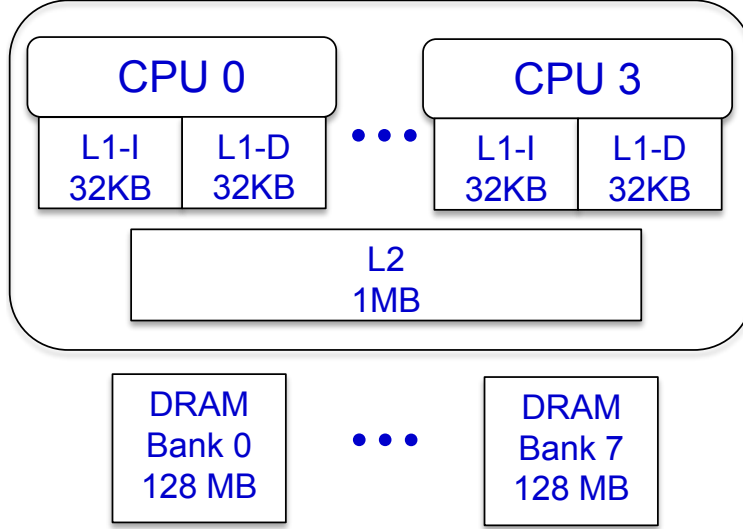 CPU 0
L1-I
32KB
L1-D
32KB
CPU 3
L1-I
32KB
L1-D
32KB
L2
1MB
DRAM
Bank 0
128 MB
DRAM
Bank 7
128 MB